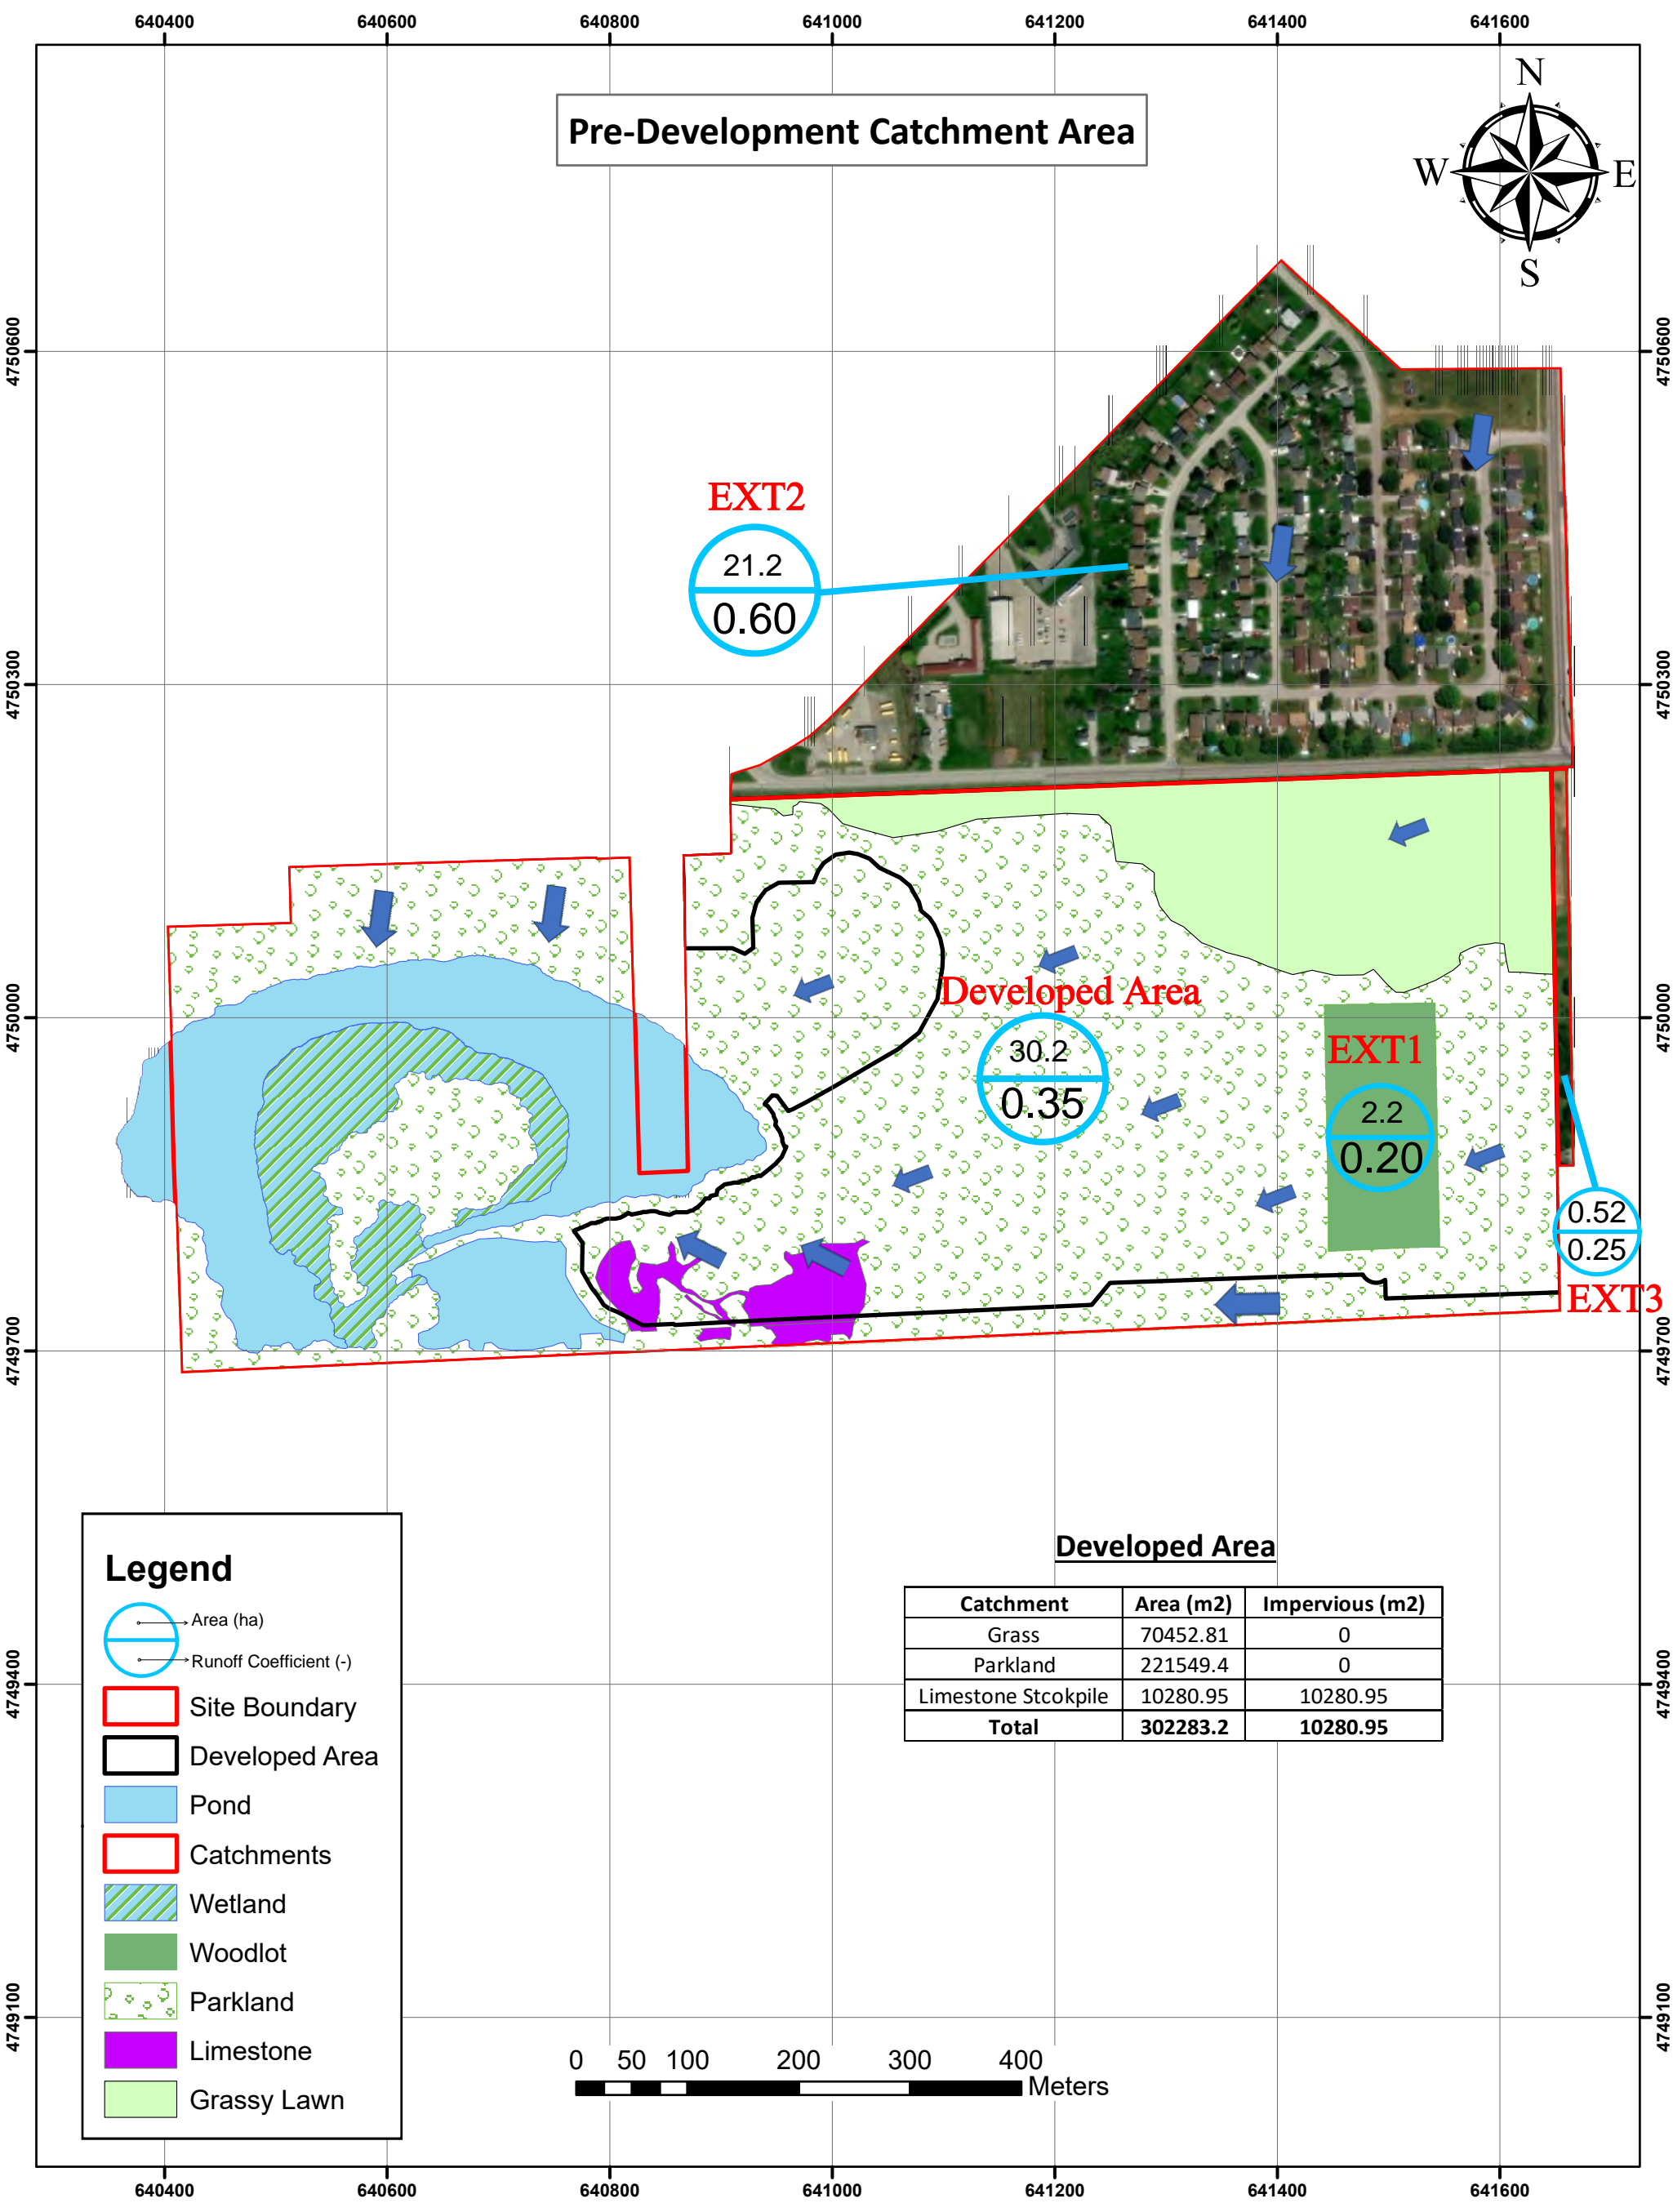 640400 640600 640800 641000 641200 641400 641600
Pre-Development Catchment Area
N
W E
S
4750600 4750600
EXT2
21.2
0.60
4750300 4750300
Developed Area
30.2
0.35
EXT1
2.2
0.20
4750000 4750000
0.52
0.25
EXT3
4749700 4749700
Legend
Area (ha)
Runoff Coefficient (-)
Site Boundary
Developed Area
Pond
Catchments
Wetland
Woodlot
Parkland
Limestone
Grassy Lawn
Developed Area
Catchment Area (m2) Impervious (m2)
Grass 70452.81 0
Parkland 221549.4 0
Limestone Stcokpile 10280.95 10280.95
Total 302283.2 10280.95
4749400 4749400
4749100 4749100
0 50 100 200 300 400
Meters
640400 640600 640800 641000 641200 641400 641600